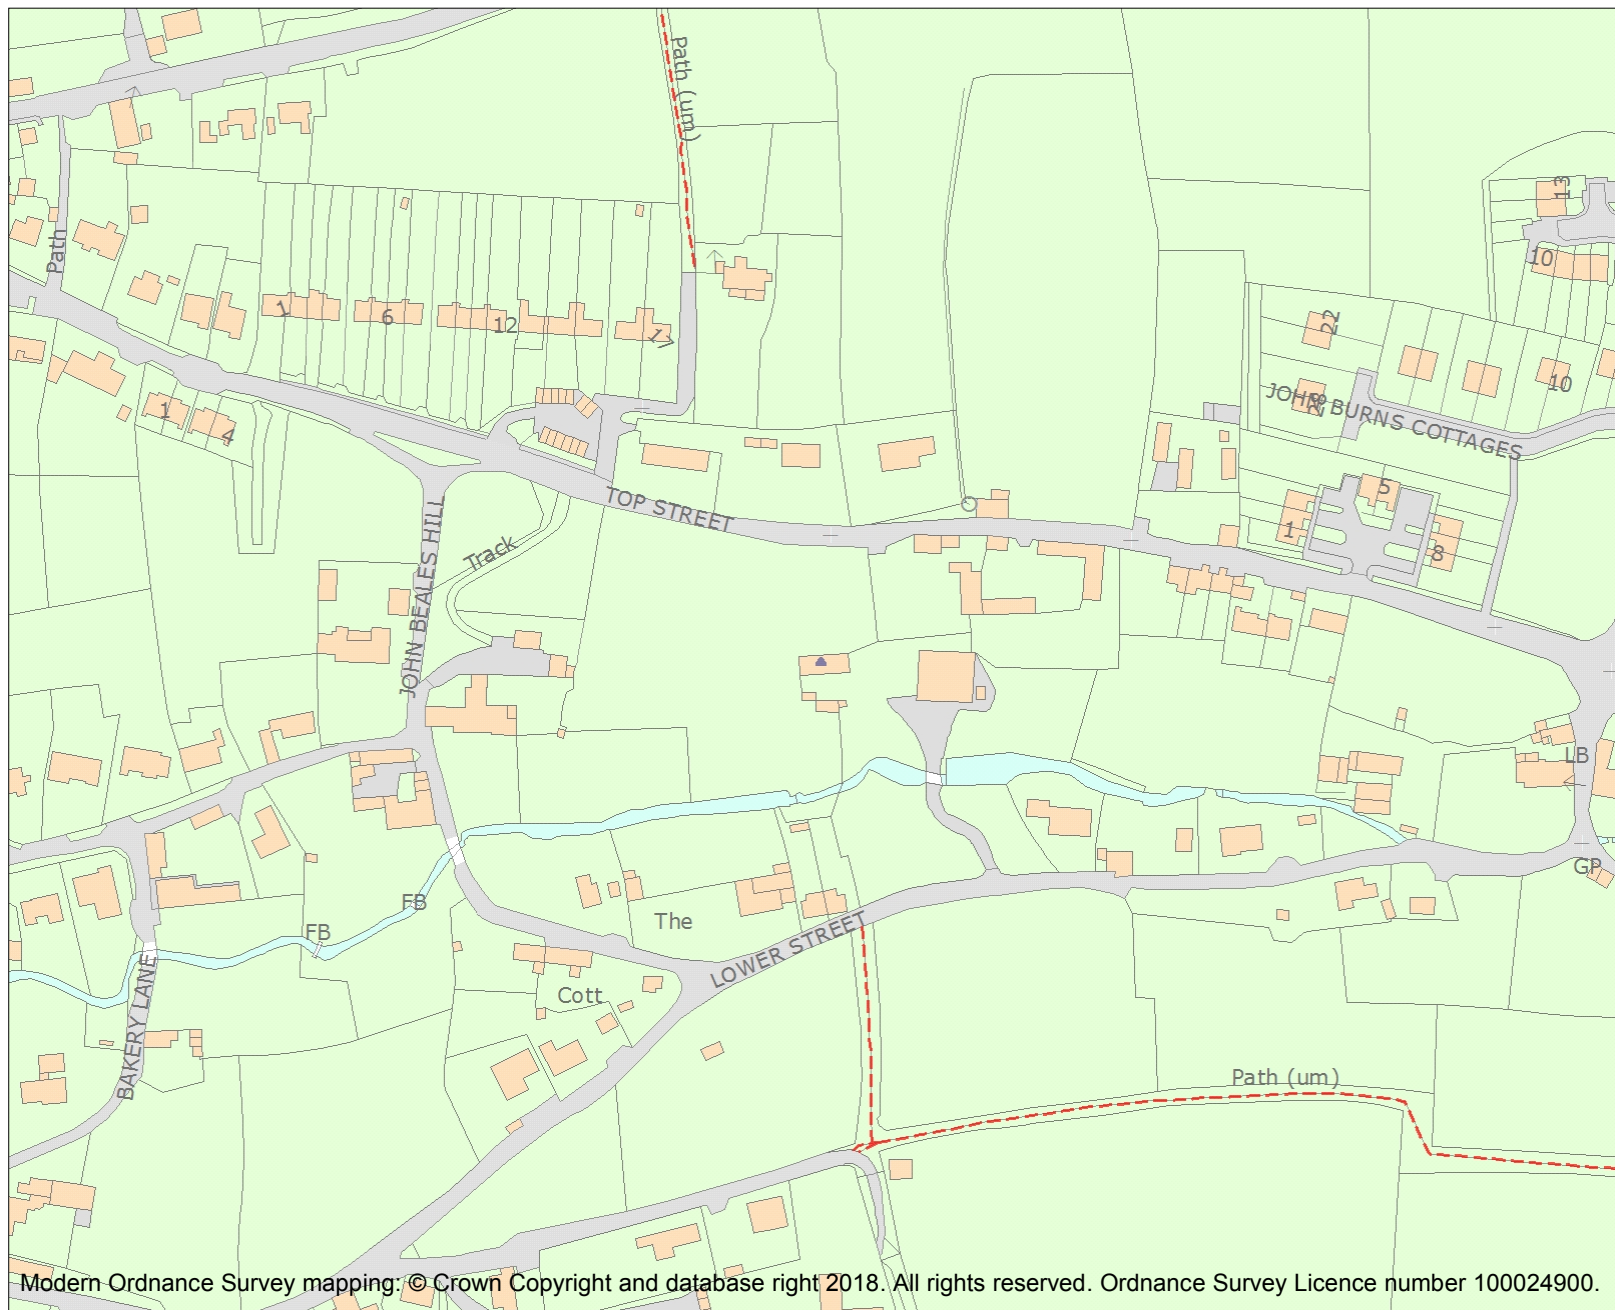 Path (um)
13
Path
10
1
6
12
17
22
28
10
JOHN BURNS COTTAGES
1
4
5
1
8
TOP STREET
JOHN BEALES HILL
Track
LB
GP
FB
FB
The
LOWER STREET
Cott
BAKERY LANE
Path (um)
Modern Ordnance Survey mapping: © Crown Copyright and database right 2018. All rights reserved. Ordnance Survey Licence number 100024900.